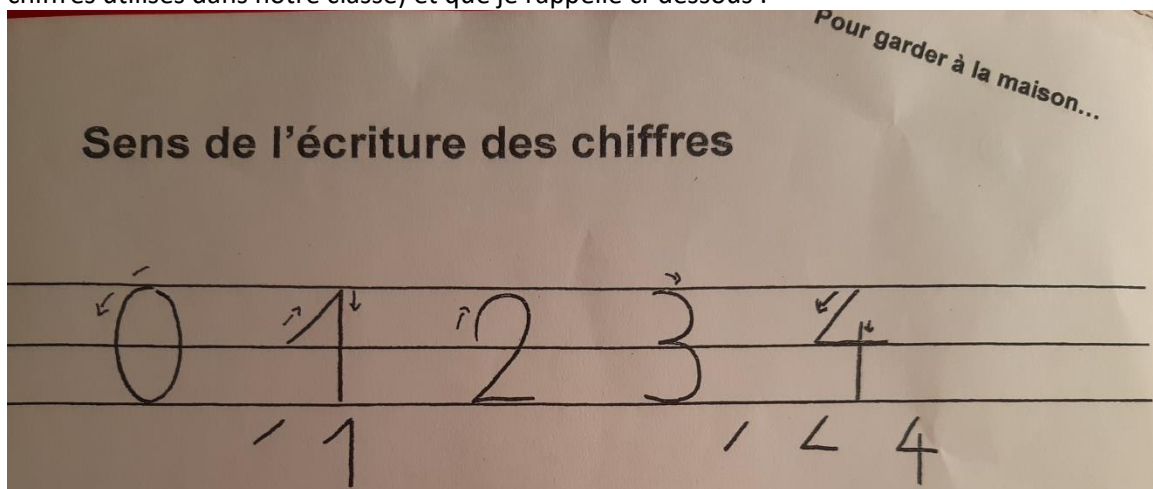 chiffres utilisés dans notre classe) et que je rappelle ci-dessous :
Pour garder à la maison...
Sens de l'écriture des chiffres
0 1 2 3 4
1 4 4